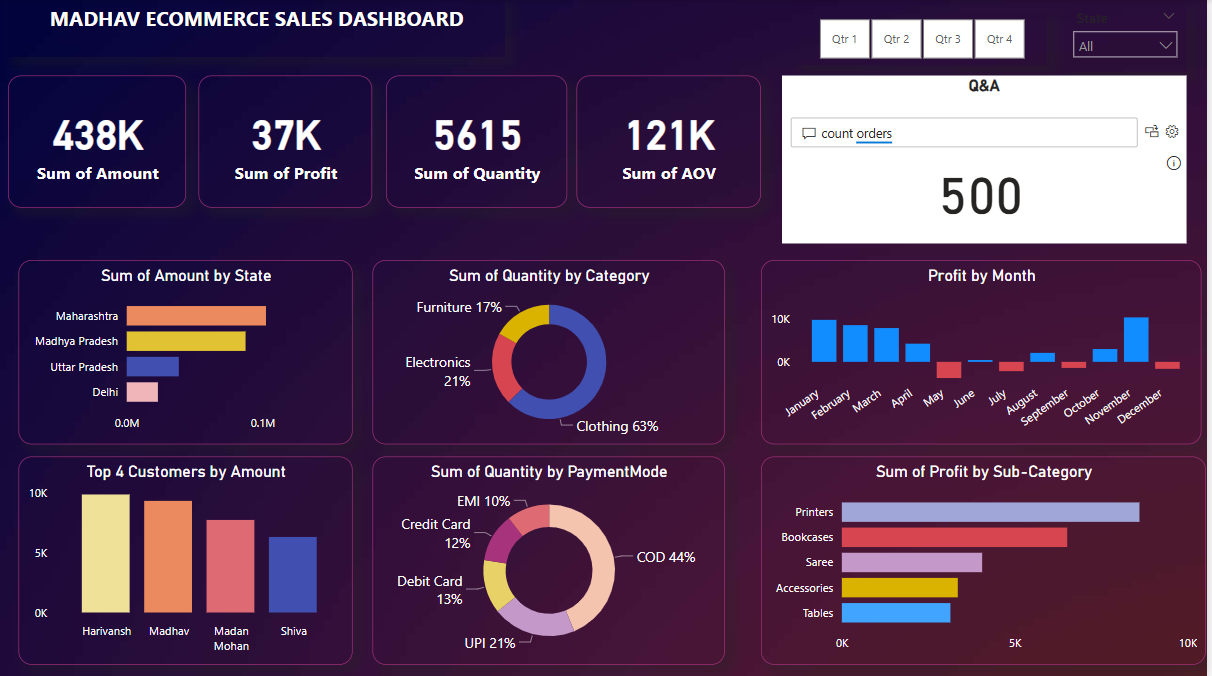 MADHAV ECOMMERCE SALES DASHBOARD
Qtr 1
Qtr 2
Qtr 3
Qtr 4
State
All
438K
Sum of Amount
37K
Sum of Profit
5615
Sum of Quantity
121K
Sum of AOV
Q&A
count orders
500
Sum of Amount by State
Maharashtra
Madhya Pradesh
Uttar Pradesh
Delhi
0.0M
0.1M
Sum of Quantity by Category
Furniture 17%
Electronics
21%
Clothing 63%
Profit by Month
10K
0K
January
February
March
April
May
June
July
August
September
October
November
December
Top 4 Customers by Amount
10K
5K
0K
Harivansh
Madhav
Madan
Mohan
Shiva
Sum of Quantity by PaymentMode
EMI 10%
Credit Card
12%
Debit Card
13%
UPI 21%
COD 44%
Sum of Profit by Sub-Category
Printers
Bookcases
Saree
Accessories
Tables
0K
5K
10K